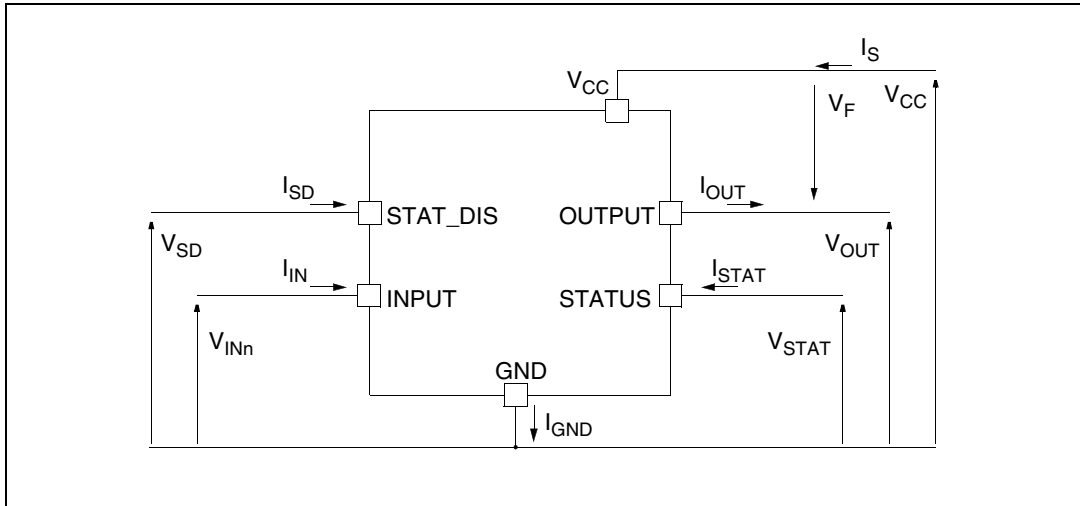 I_S
V_CC
V_F
V_CC
I_SD
I_OUT
STAT_DIS
OUTPUT
V_SD
V_OUT
I_IN
I_STAT
INPUT
STATUS
V_INn
V_STAT
GND
I_GND